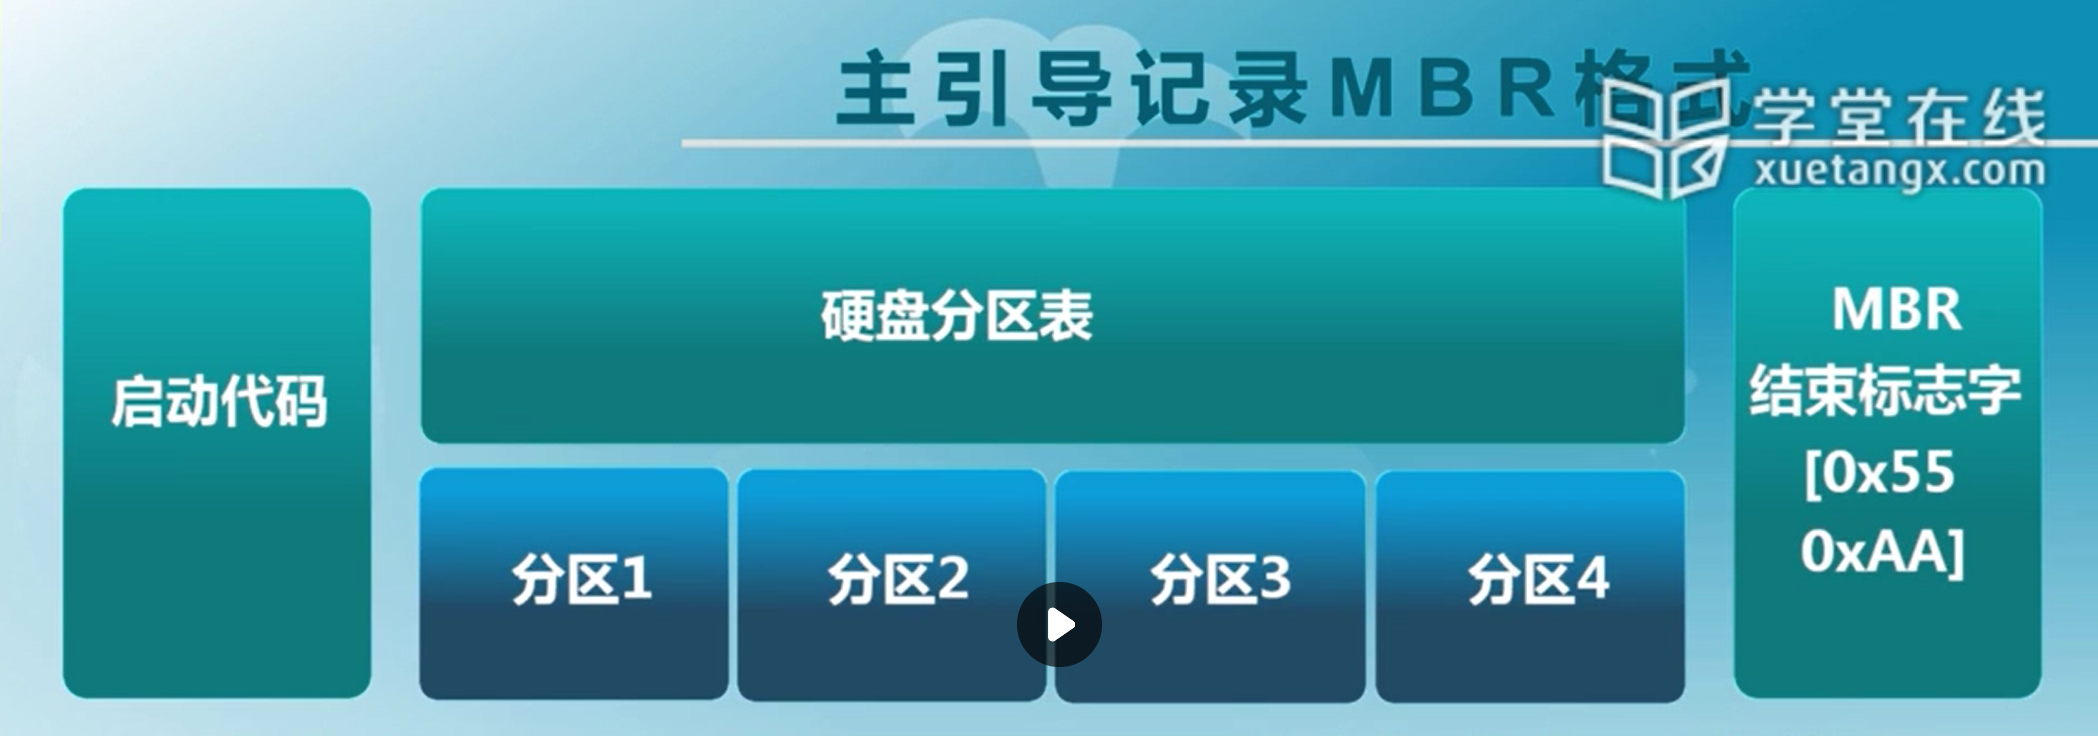 主引导记录MBR格式
学堂在线
xuetangx.com
启动代码
硬盘分区表
分区1
分区2
分区3
分区4
MBR
结束标志字
[0x55
0xAA]